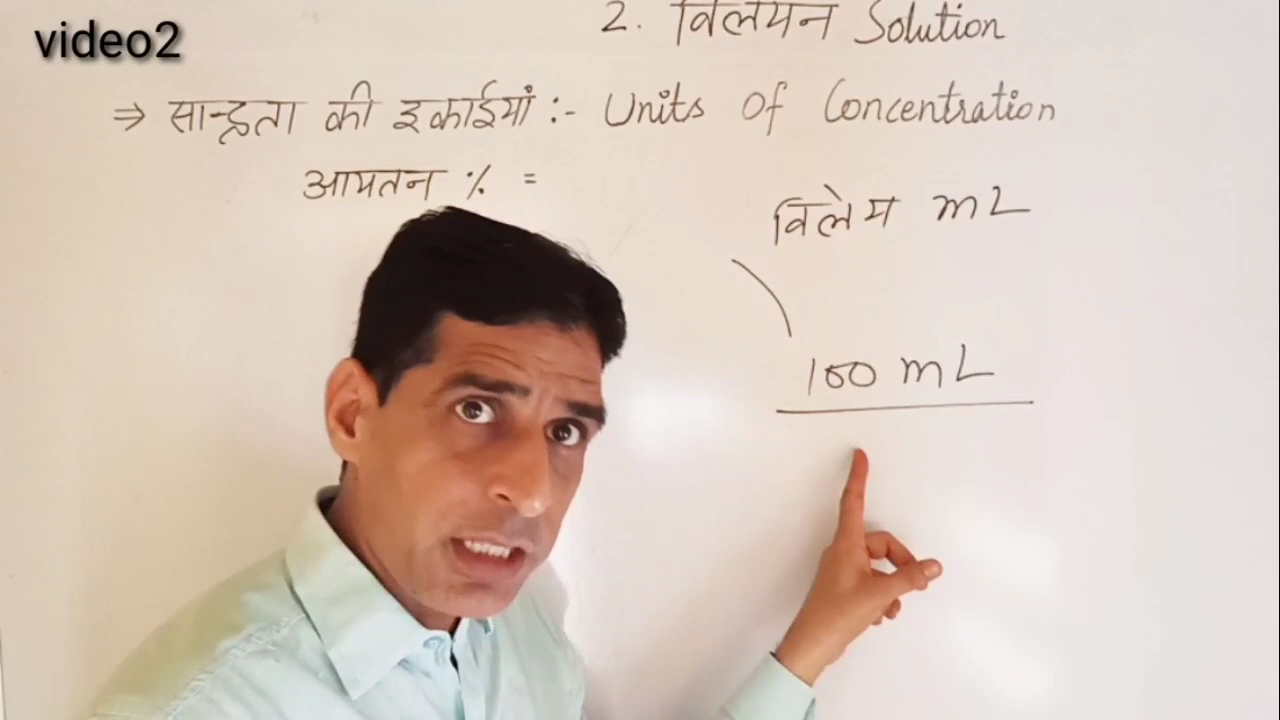 video2
2. विलयन Solution
⇒ सान्द्रता की इकाईयां :- Units Of Concentration
आयतन % =
विलेय mL
100 mL